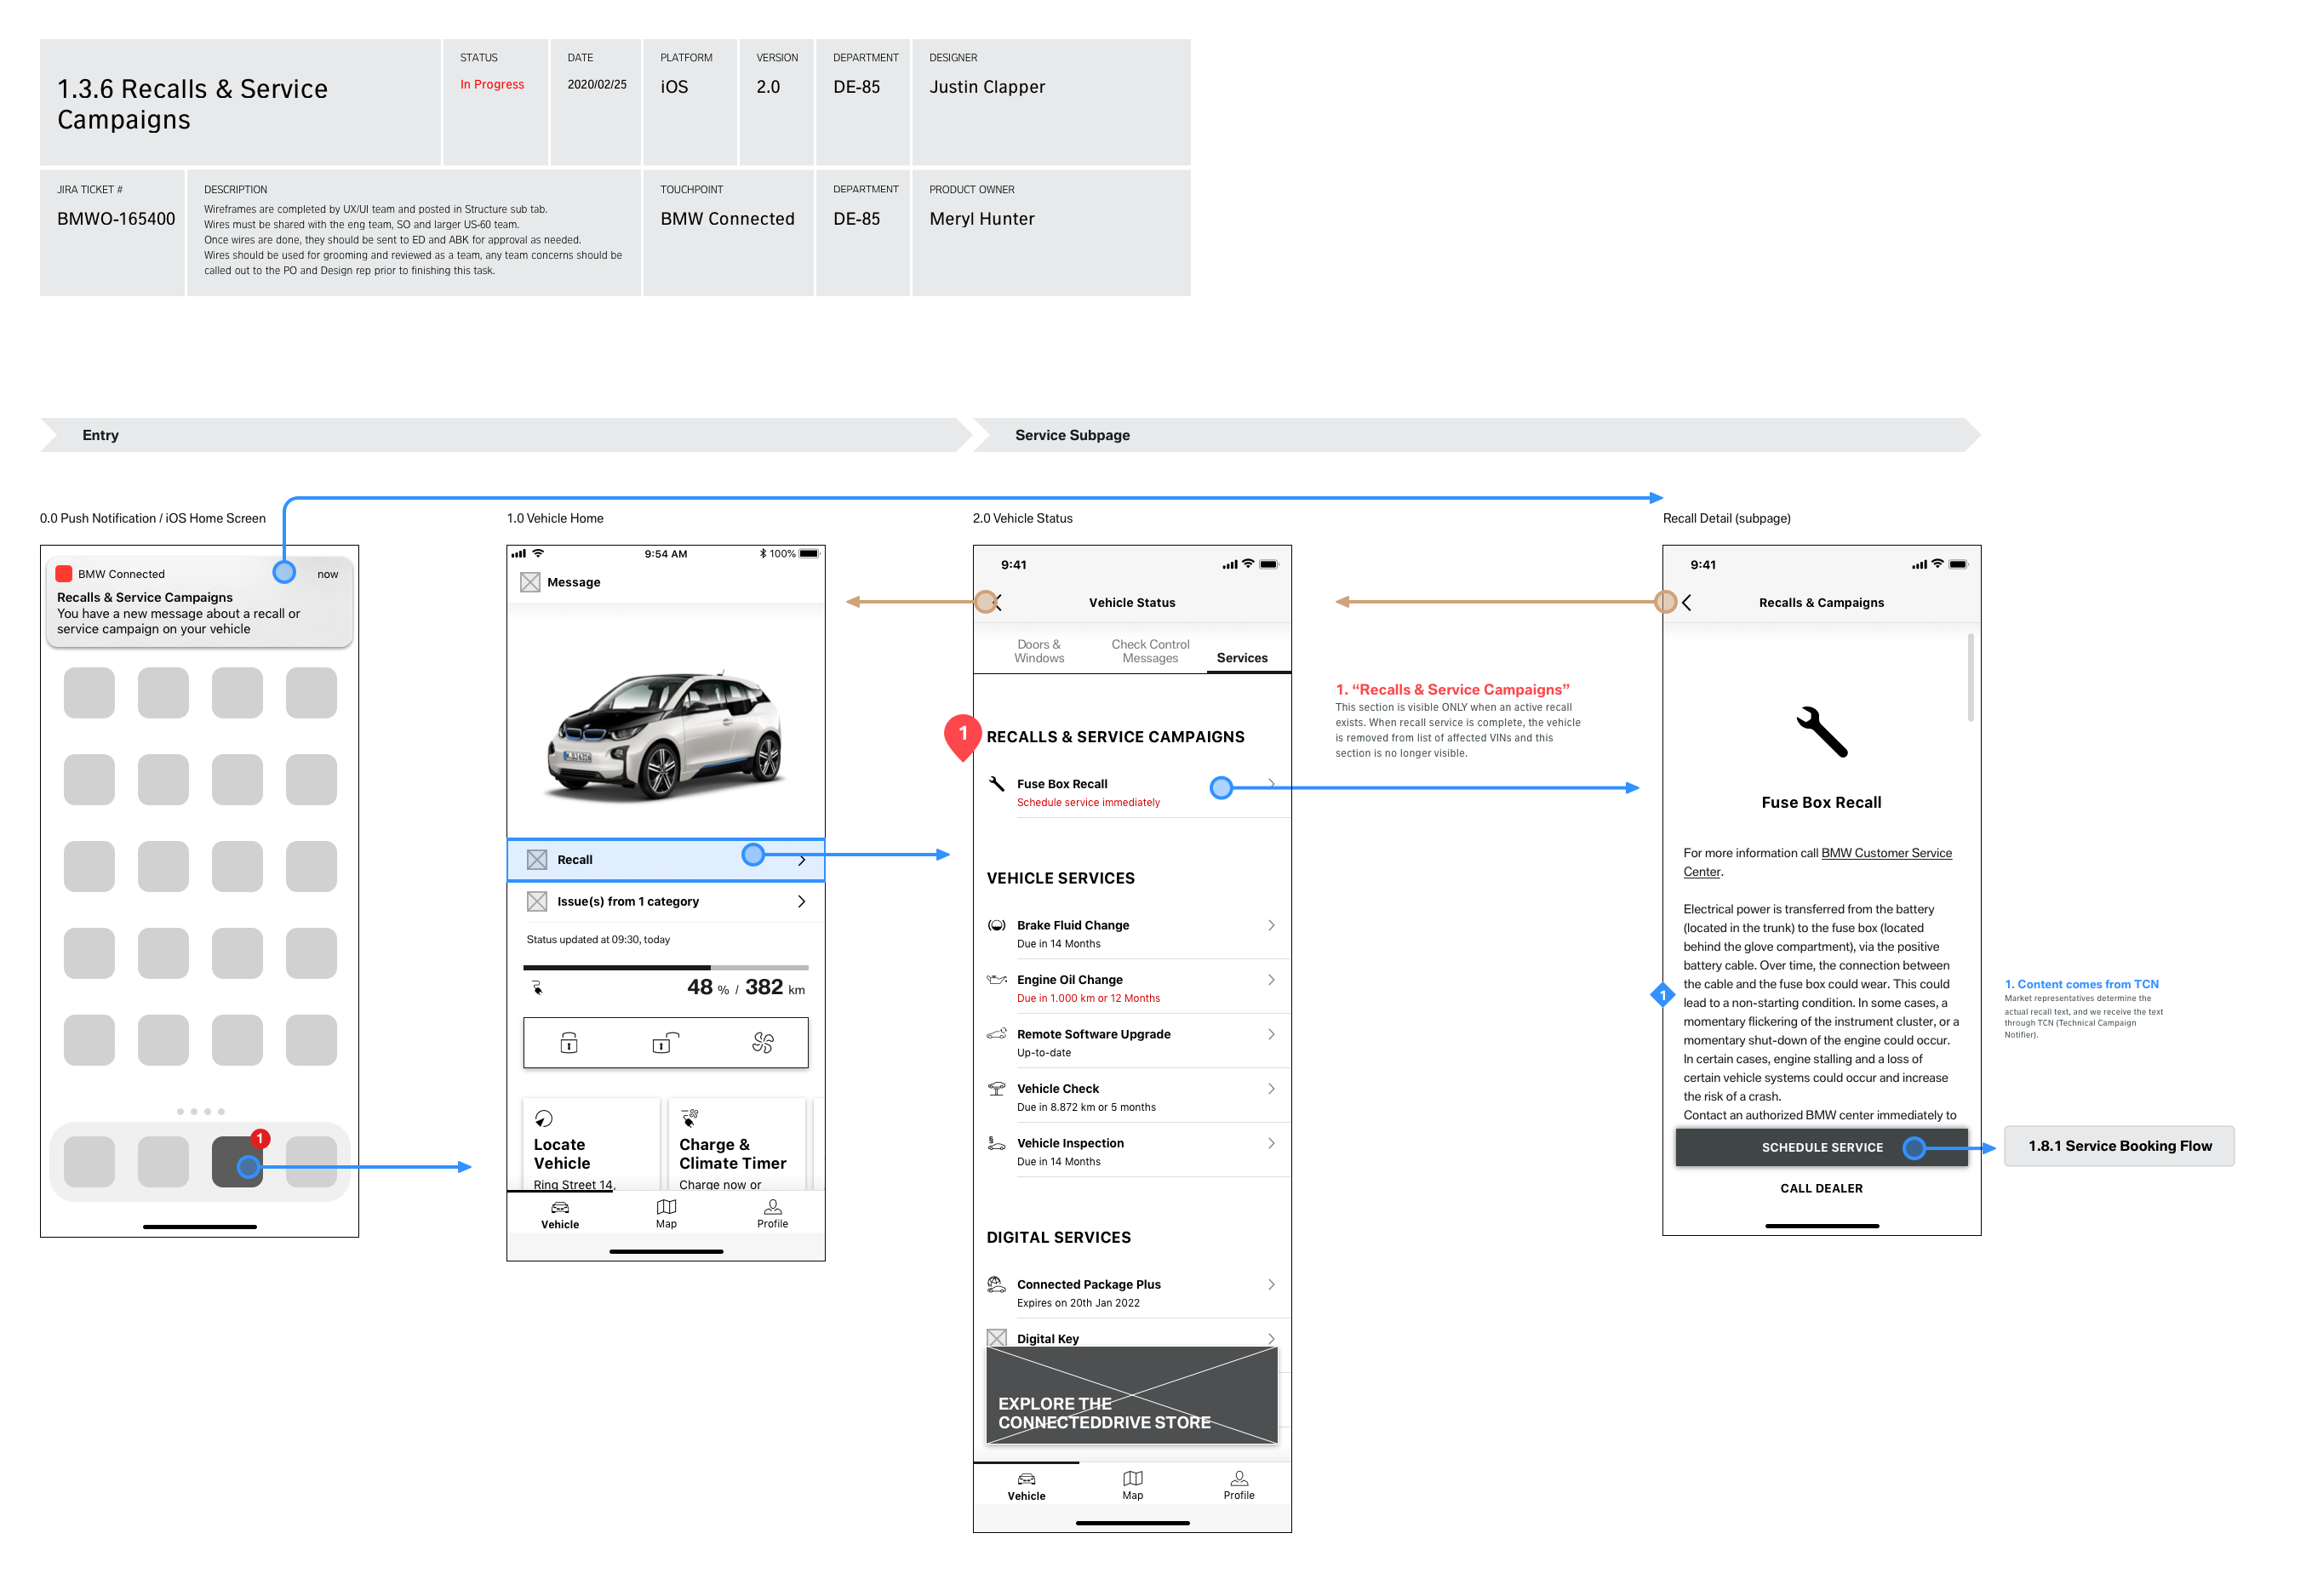 1.3.6 Recalls & Service
Campaigns
STATUS
In Progress
DATE
2020/02/25
PLATFORM
iOS
VERSION
2.0
DEPARTMENT
DE-85
DESIGNER
Justin Clapper
JIRA TICKET #
BMWO-165400
DESCRIPTION
Wireframes are completed by UX/UI team and posted in Structure sub tab.
Wires must be shared with the eng team, SO and larger US-60 team.
Once wires are done, they should be sent to ED and ABK for approval as needed.
Wires should be used for grooming and reviewed as a team, any team concerns should be
called out to the PO and Design rep prior to finishing this task.
TOUCHPOINT
BMW Connected
DEPARTMENT
DE-85
PRODUCT OWNER
Meryl Hunter
Entry
Service Subpage
0.0 Push Notification / iOS Home Screen
BMW Connected
now
Recalls & Service Campaigns
You have a new message about a recall or
service campaign on your vehicle
1
1.0 Vehicle Home
9:54 AM
100%
Message
Recall
Issue(s) from 1 category
Status updated at 09:30, today
48 % / 382 km
Locate
Vehicle
Ring Street 14,
Charge &
Climate Timer
Charge now or
Vehicle
Map
Profile
2.0 Vehicle Status
9:41
Vehicle Status
Doors &
Windows
Check Control
Messages
Services
1
RECALLS & SERVICE CAMPAIGNS
Fuse Box Recall
Schedule service immediately
VEHICLE SERVICES
Brake Fluid Change
Due in 14 Months
Engine Oil Change
Due in 1.000 km or 12 Months
Remote Software Upgrade
Up-to-date
Vehicle Check
Due in 8.872 km or 5 months
Vehicle Inspection
Due in 14 Months
DIGITAL SERVICES
Connected Package Plus
Expires on 20th Jan 2022
Digital Key
EXPLORE THE
CONNECTEDDRIVE STORE
Vehicle
Map
Profile
1. “Recalls & Service Campaigns”
This section is visible ONLY when an active recall
exists. When recall service is complete, the vehicle
is removed from list of affected VINs and this
section is no longer visible.
Recall Detail (subpage)
9:41
Recalls & Campaigns
Fuse Box Recall
For more information call BMW Customer Service
Center.
Electrical power is transferred from the battery
(located in the trunk) to the fuse box (located
behind the glove compartment), via the positive
battery cable. Over time, the connection between
the cable and the fuse box could wear. This could
lead to a non-starting condition. In some cases, a
momentary flickering of the instrument cluster, or a
momentary shut-down of the engine could occur.
In certain cases, engine stalling and a loss of
certain vehicle systems could occur and increase
the risk of a crash.
Contact an authorized BMW center immediately to
SCHEDULE SERVICE
CALL DEALER
1
1. Content comes from TCN
Market representatives determine the
actual recall text, and we receive the text
through TCN (Technical Campaign
Notifier).
1.8.1 Service Booking Flow